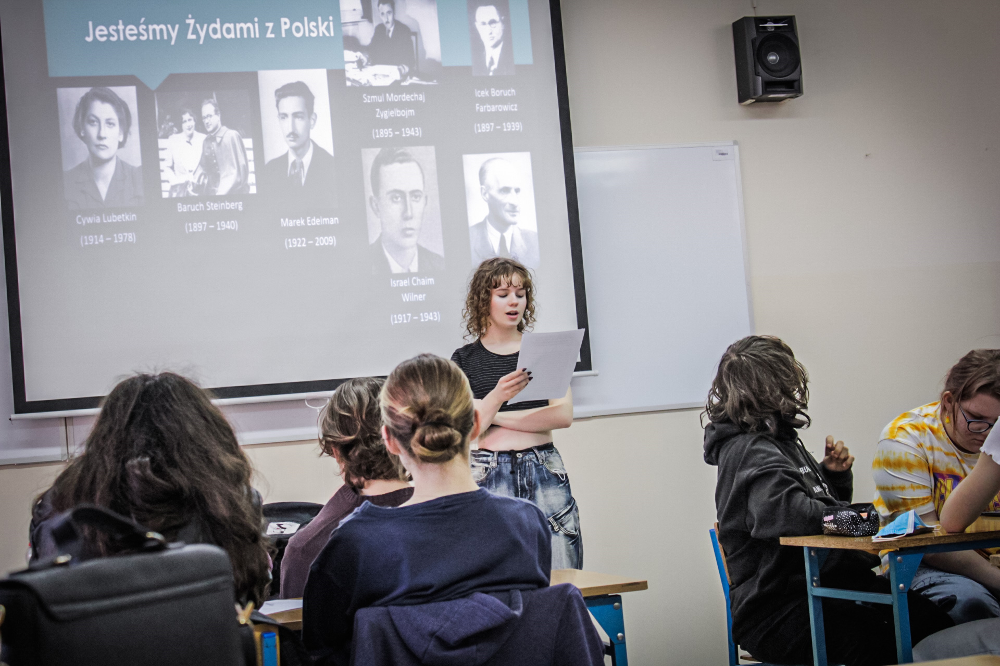 Jesteśmy Żydami z Polski
Szmul Mordechaj
Zygielbojm
(1895 – 1943)
Icek Boruch
Farbarowicz
(1897 – 1939)
Cywia Lubetkin
(1914 – 1978)
Baruch Steinberg
(1897 – 1940)
Marek Edelman
(1922 – 2009)
Israel Chaim
Wilner
(1917 – 1943)